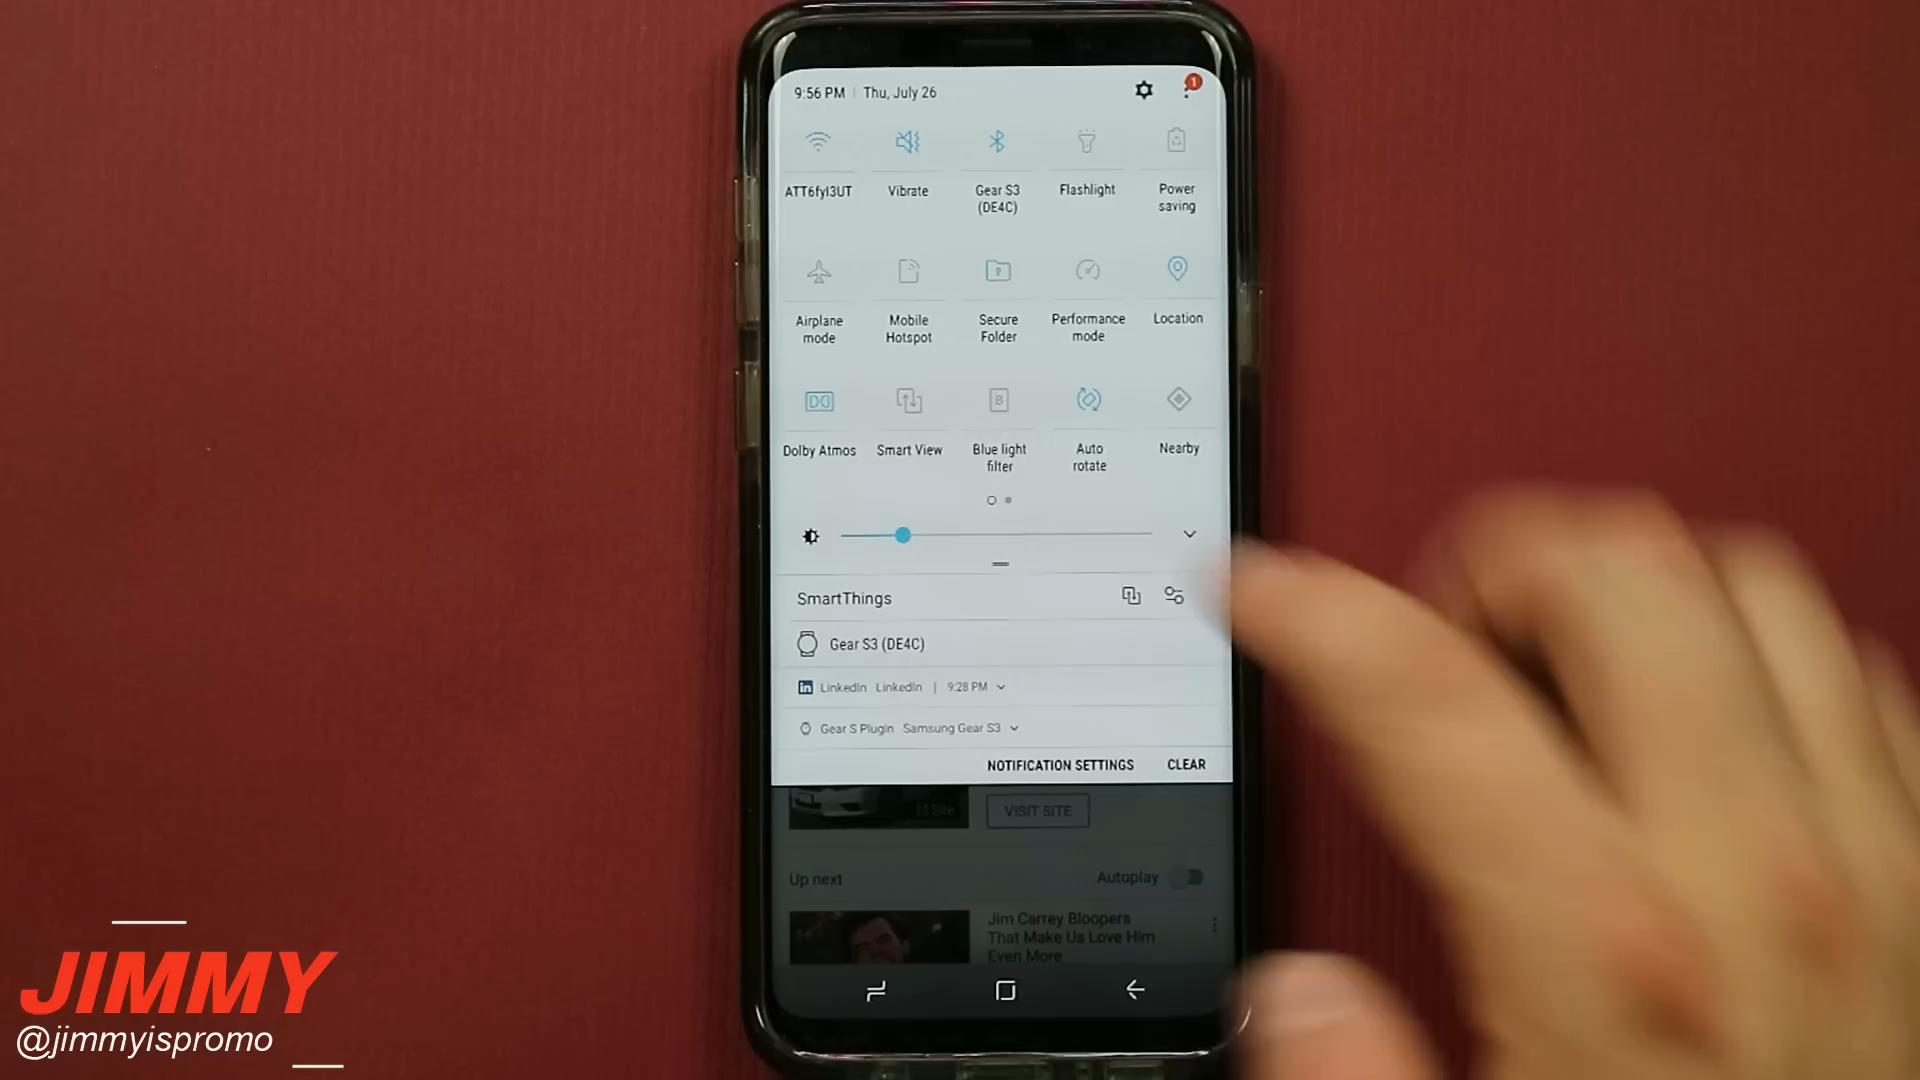 9:56 PM | Thu, July 26
1
ATT6fyI3UT Vibrate Gear S3 (DE4C) Flashlight Power saving
Airplane mode Mobile Hotspot Secure Folder Performance mode Location
Dolby Atmos Smart View Blue light filter Auto rotate Nearby
SmartThings
Gear S3 (DE4C)
in LinkedIn LinkedIn | 9:28 PM
Gear S Plugin Samsung Gear S3
NOTIFICATION SETTINGS CLEAR
VISIT SITE
Up next Autoplay
Jim Carrey Bloopers
That Make Us Love Him
Even More
JIMMY
@jimmyispromo